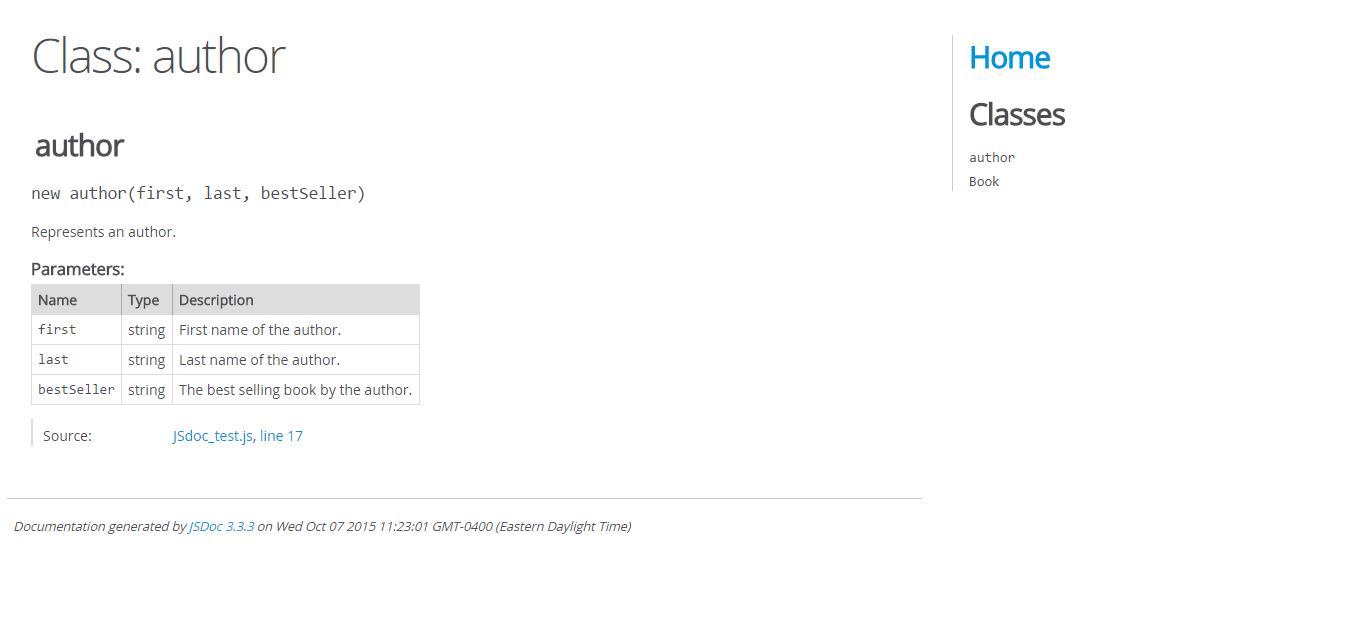 Class: author
author
new author(first, last, bestSeller)
Represents an author.
Parameters:
Name Type Description
first string First name of the author.
last string Last name of the author.
bestSeller string The best selling book by the author.
Source: JSdoc_test.js, line 17
Documentation generated by JSDoc 3.3.3 on Wed Oct 07 2015 11:23:01 GMT-0400 (Eastern Daylight Time)
Home
Classes
author
Book